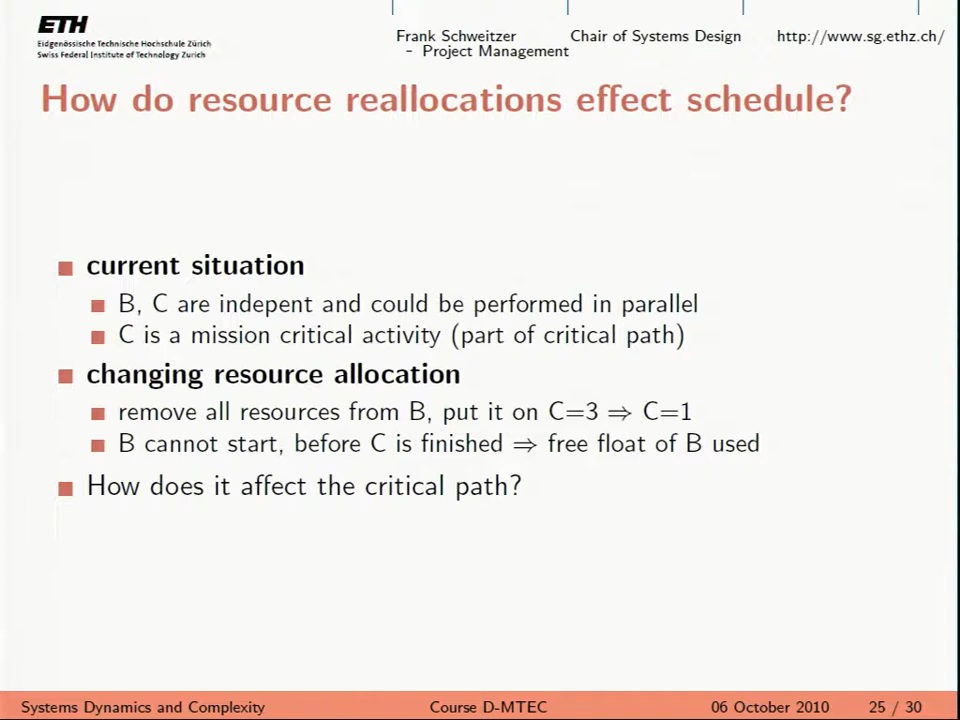 ETH
Eidgenössische Technische Hochschule Zürich
Swiss Federal Institute of Technology Zurich
Frank Schweitzer
– Project Management
Chair of Systems Design
http://www.sg.ethz.ch/
How do resource reallocations effect schedule?
current situation
B, C are indepent and could be performed in parallel
C is a mission critical activity (part of critical path)
changing resource allocation
remove all resources from B, put it on C=3 ⇒ C=1
B cannot start, before C is finished ⇒ free float of B used
How does it affect the critical path?
Systems Dynamics and Complexity
Course D-MTEC
06 October 2010
25 / 30